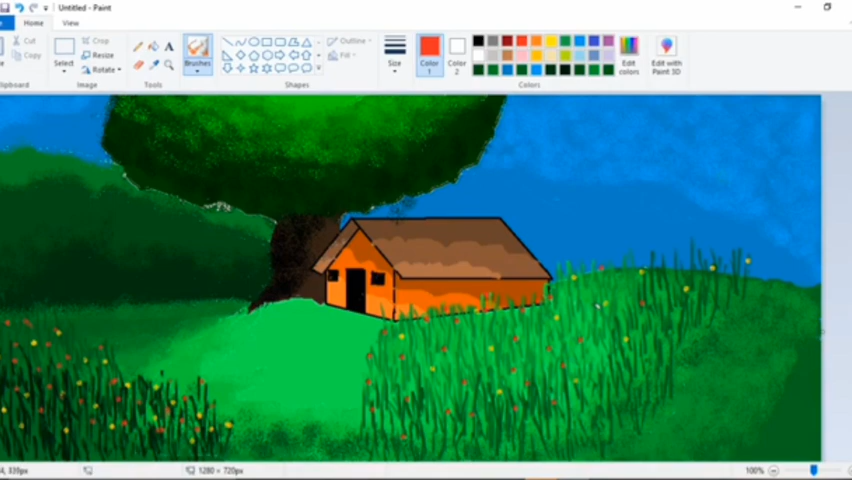 Untitled - Paint
Home View
Cut
Copy
Select
Crop
Resize
Rotate
A
Brushes
Outline
Fill
Size
Color
1
Color
2
Edit
colors
Edit with
Paint 3D
Image
Tools
Shapes
Colors
339px
1280 × 720px
100%